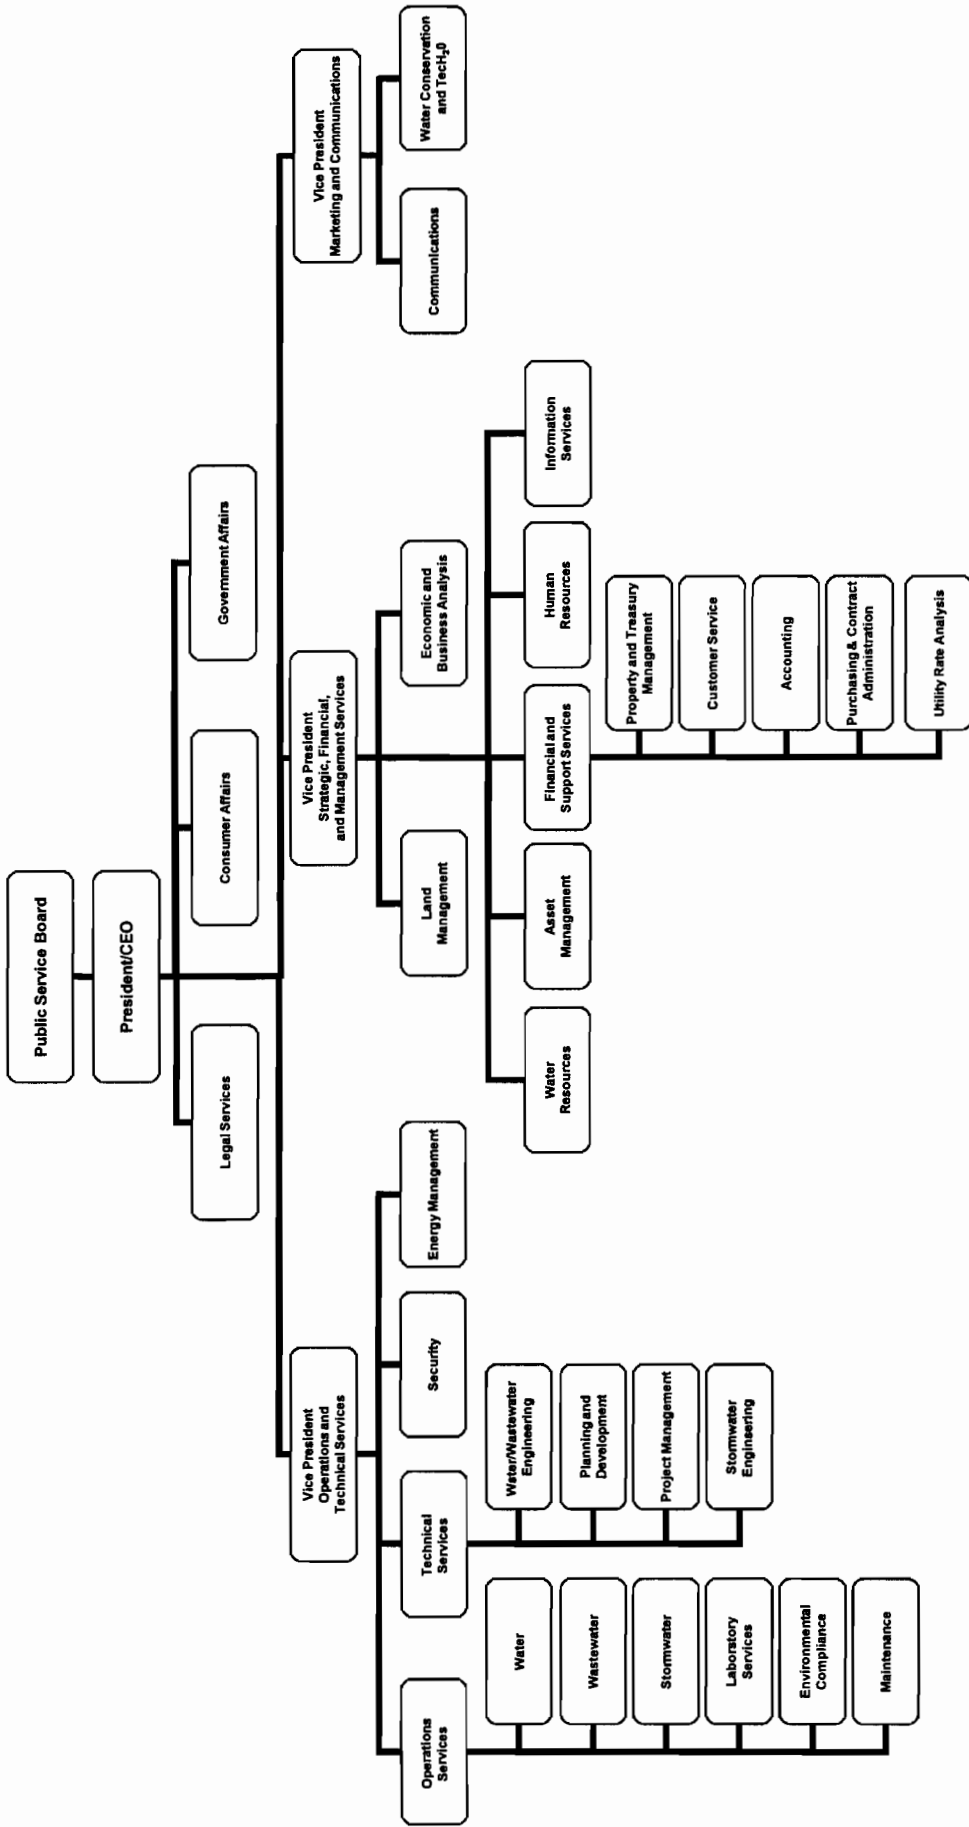 Public Service Board
President/CEO
Legal Services
Consumer Affairs
Government Affairs
Vice President
Operations and
Technical Services
Vice President
Strategic, Financial,
and Management Services
Vice President
Marketing and Communications
Operations
Services
Technical
Services
Security
Energy Management
Land
Management
Economic and
Business Analysis
Communications
Water Conservation
and TecH₂0
Water
Wastewater
Stormwater
Laborstory
Services
Environmental
Compliance
Maintenance
Water/Wastewater
Engineering
Planning and
Development
Project Management
Stormwater
Enginsering
Water
Resources
Asset
Management
Financial and
Support Services
Human
Resources
Information
Services
Property and Treasury
Management
Customer Service
Accounting
Purchasing & Contract
Administration
Utility Rate Analysis